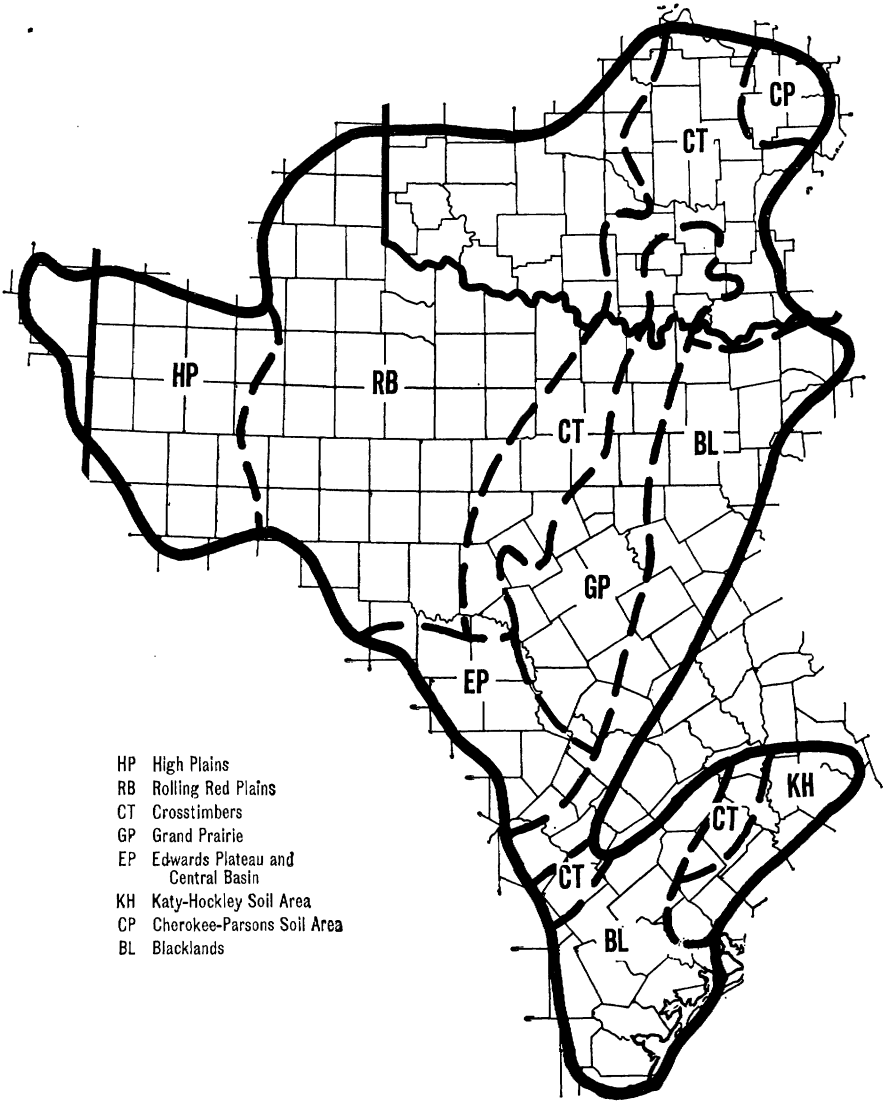 CP
CT
HP
RB
CT
BL
GP
EP
KH
CT
CT
BL
HP High Plains
RB Rolling Red Plains
CT Crosstimbers
GP Grand Prairie
EP Edwards Plateau and
Central Basin
KH Katy-Hockley Soil Area
CP Cherokee-Parsons Soil Area
BL Blacklands